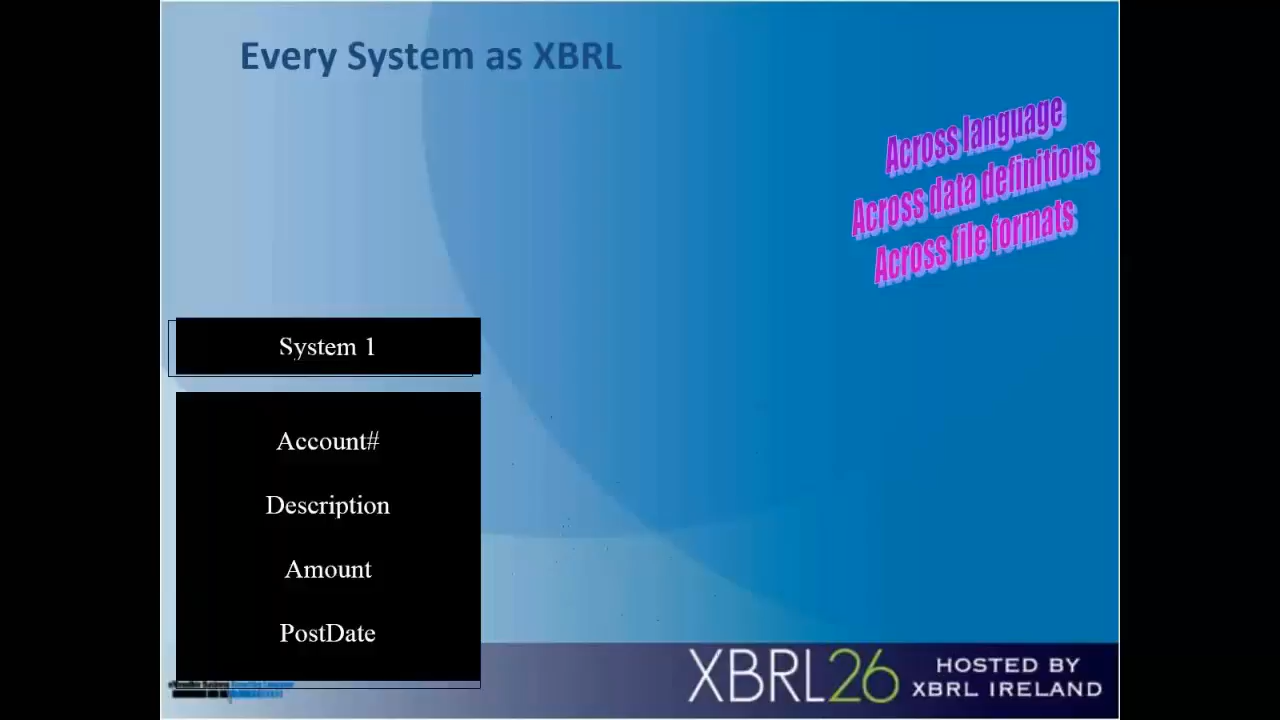 Every System as XBRL
Across language
Across data definitions
Across file formats
System 1
Account#
Description
Amount
PostDate
XBRL26
HOSTED BY
XBRL IRELAND